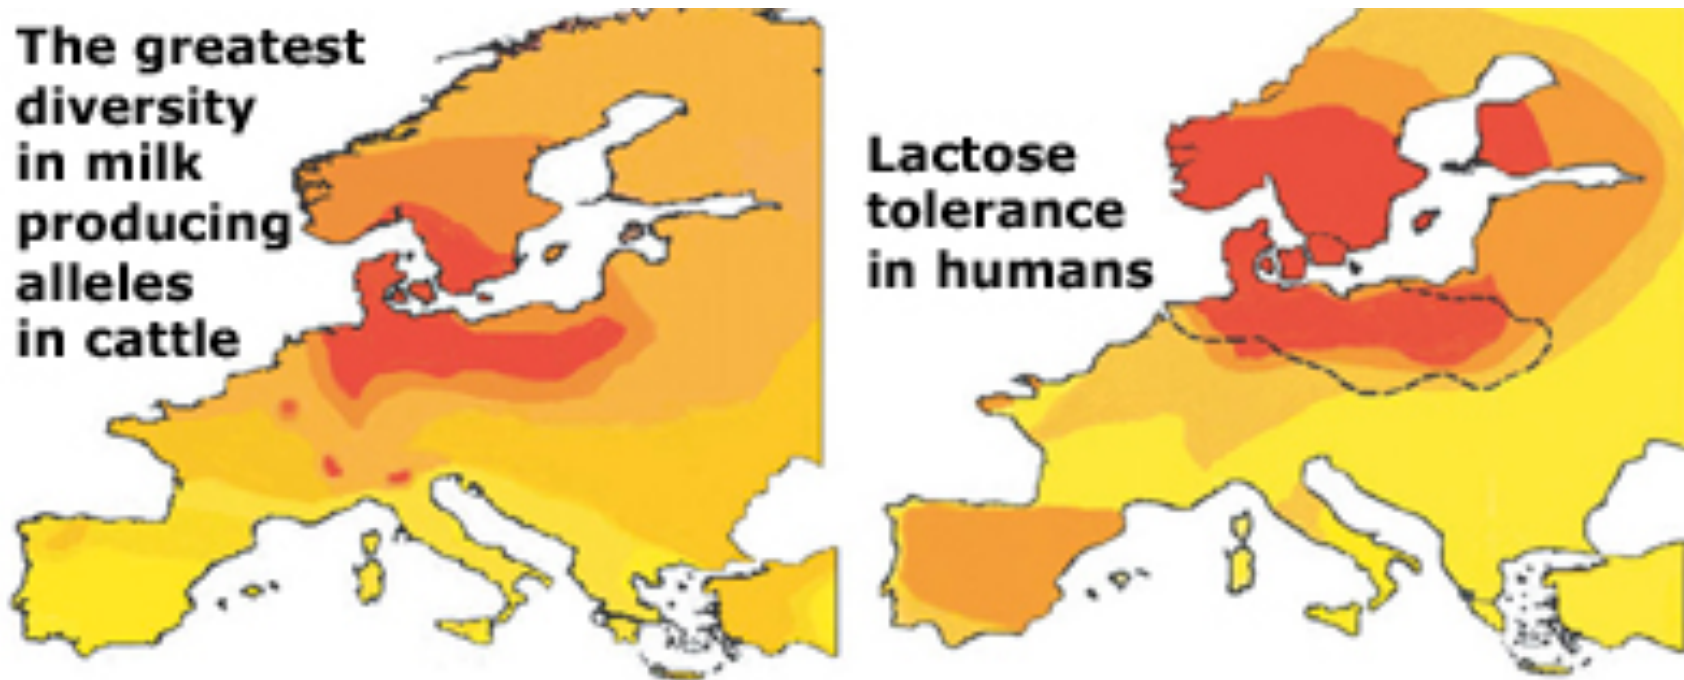 The greatest
diversity
in milk
producing
alleles
in cattle
Lactose
tolerance
in humans